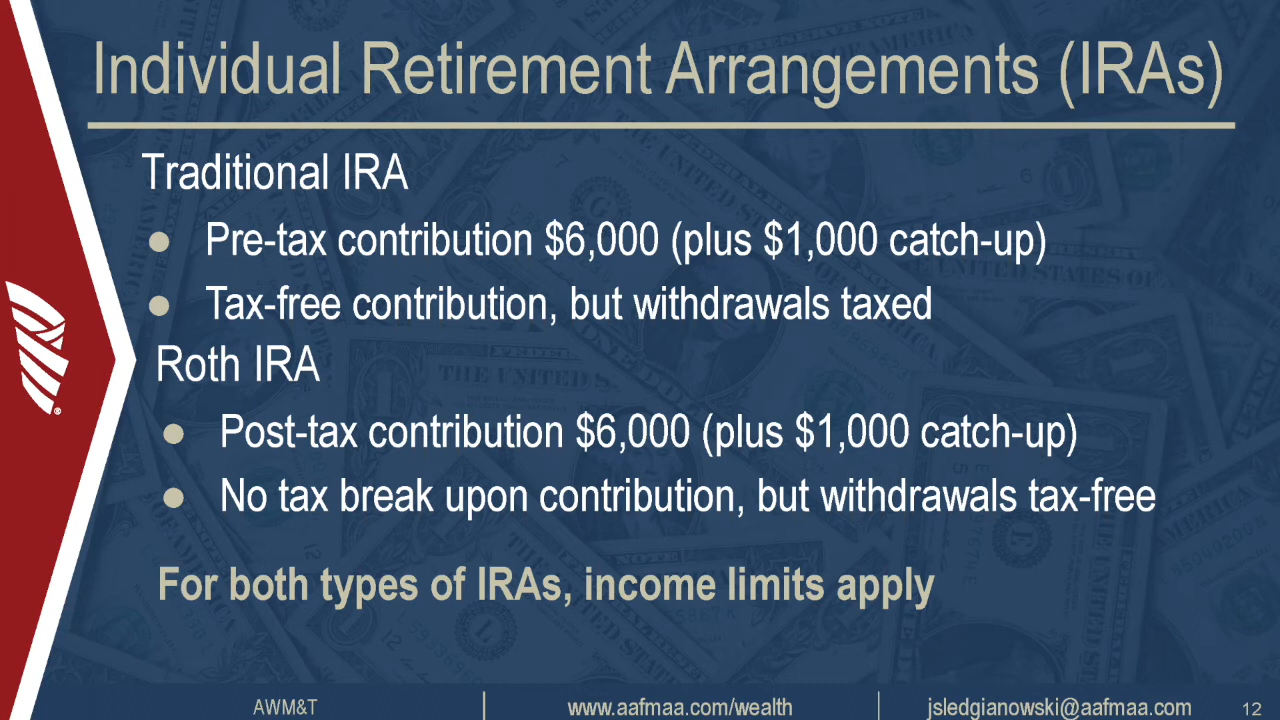 Individual Retirement Arrangements (IRAs)
Traditional IRA
● Pre-tax contribution $6,000 (plus $1,000 catch-up)
● Tax-free contribution, but withdrawals taxed
Roth IRA
● Post-tax contribution $6,000 (plus $1,000 catch-up)
● No tax break upon contribution, but withdrawals tax-free
For both types of IRAs, income limits apply
®
AWM&T | www.aafmaa.com/wealth | jsledgianowski@aafmaa.com 12